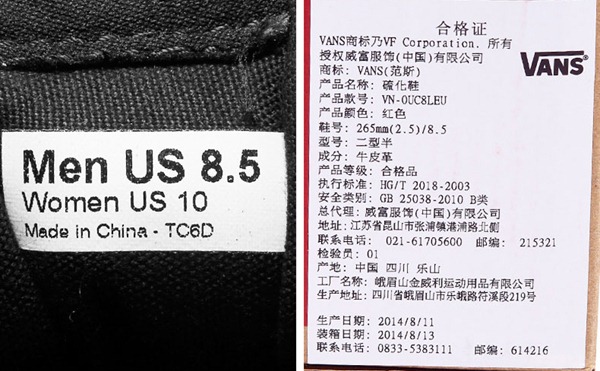 Men US 8.5
Women US 10
Made in China - TC6D
合格证
VANS商标乃VF Corporation. 所有
授权威富服饰(中国)有限公司
商标: VANS(范斯)
产品名称: 硫化鞋
产品款号: VN-0UC8LEU
产品颜色: 红色
鞋号: 265mm(2.5)/8.5
型号: 二型半
成分: 牛皮革
产品等级: 合格品
执行标准: HG/T 2018-2003
安全类别: GB 25038-2010 B类
总代理: 威富服饰(中国)有限公司
地址:江苏省昆山市张浦镇港浦路北侧
联系电话: 021-61705600 邮编: 215321
检验员: 01
产地: 中国 四川 乐山
工厂名称: 峨眉山金威利运动用品有限公司
生产地址:四川省峨眉山市乐峨路符溪段219号
生产日期: 2014/8/11
装箱日期: 2014/8/13
联系电话: 0833-5383111 邮编: 614216
VANS